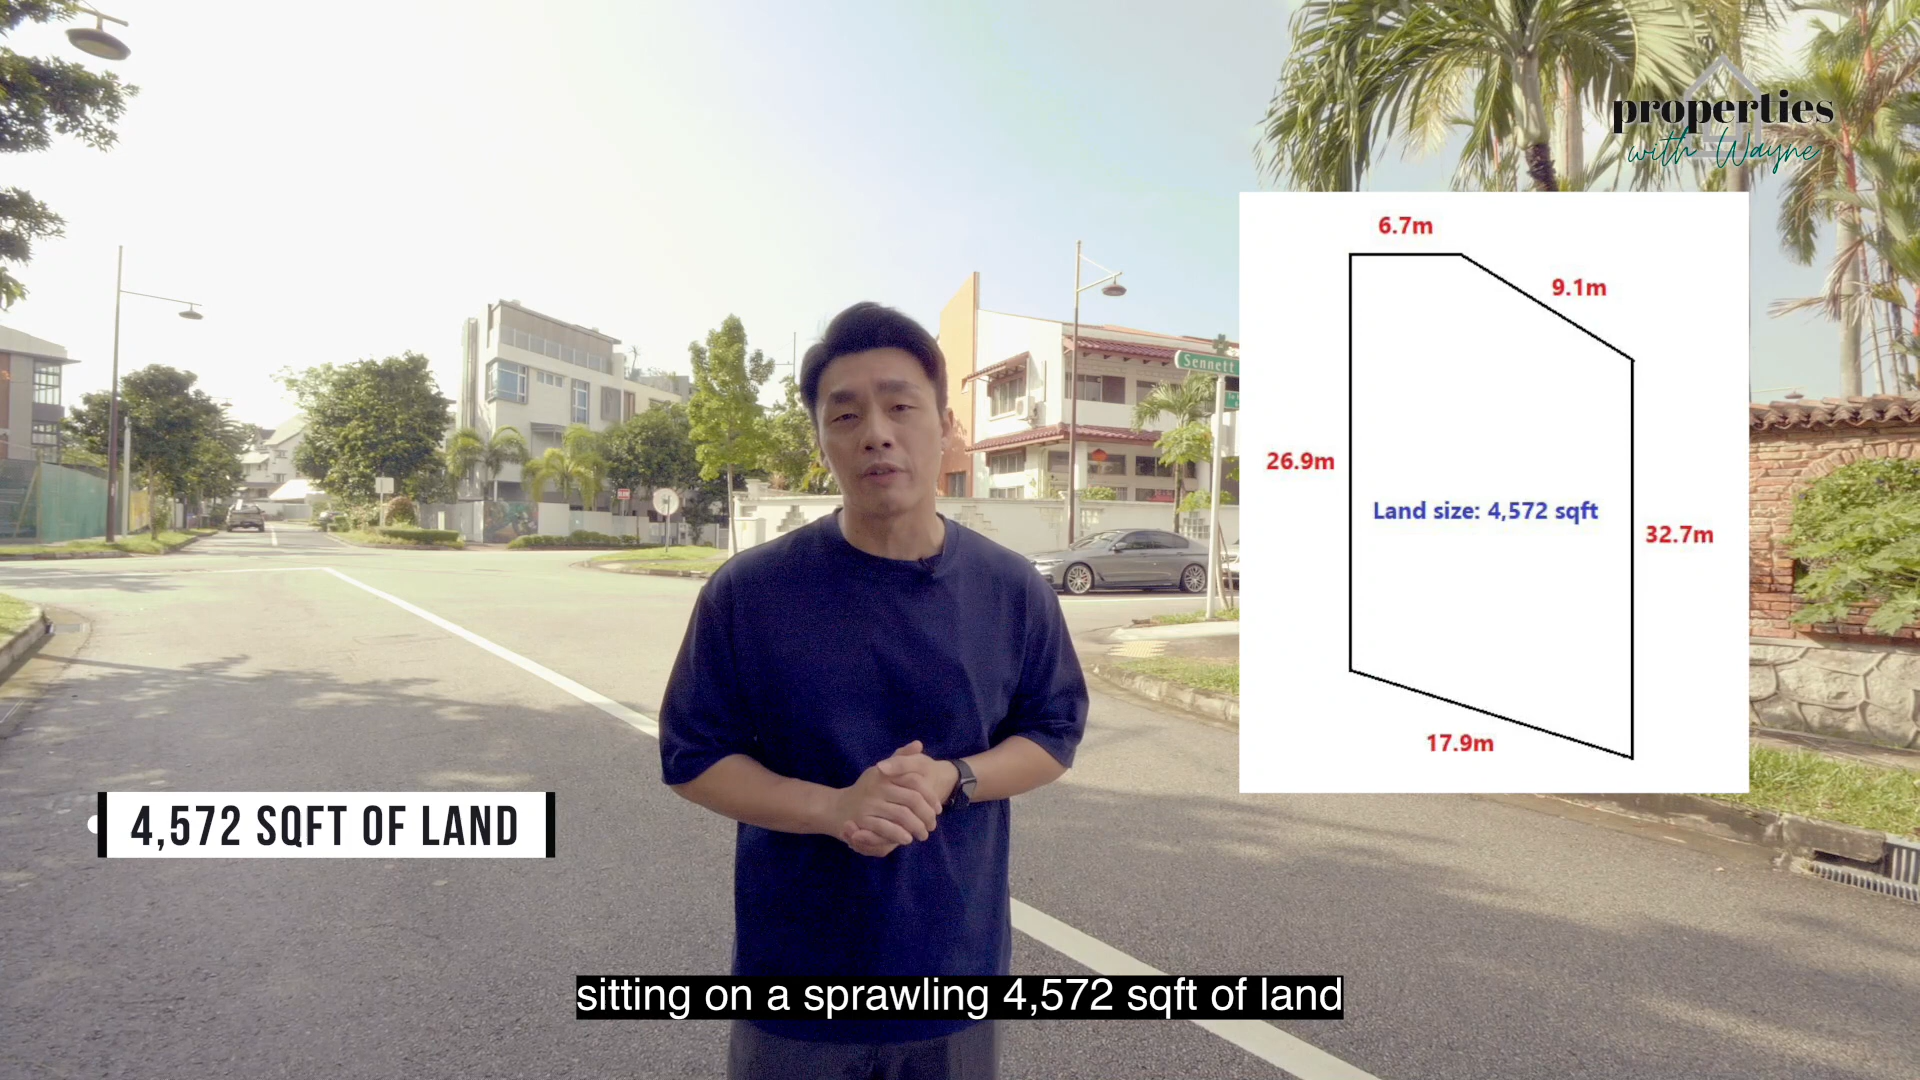 properties
with Wayne
6.7m
9.1m
Sennett
26.9m
Land size: 4,572 sqft
32.7m
17.9m
4,572 SQFT OF LAND
sitting on a sprawling 4,572 sqft of land